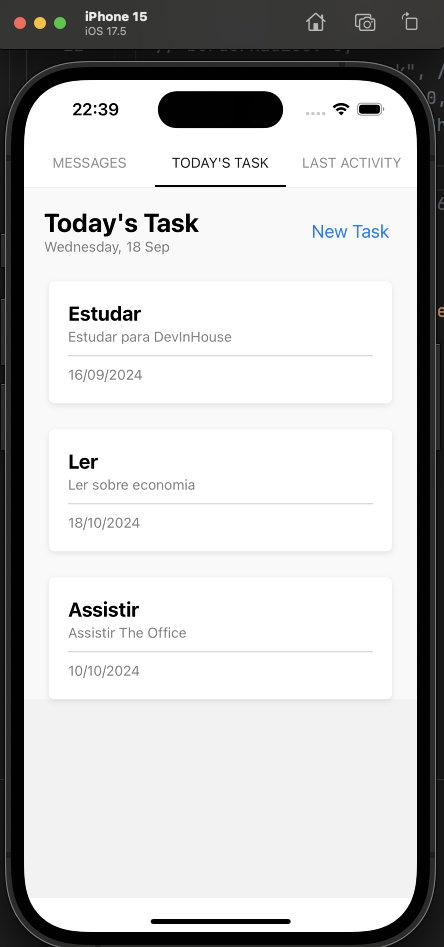 iPhone 15
iOS 17.5
22:39
MESSAGES
TODAY'S TASK
LAST ACTIVITY
Today's Task
New Task
Wednesday, 18 Sep
Estudar
Estudar para DevInHouse
16/09/2024
Ler
Ler sobre economia
18/10/2024
Assistir
Assistir The Office
10/10/2024